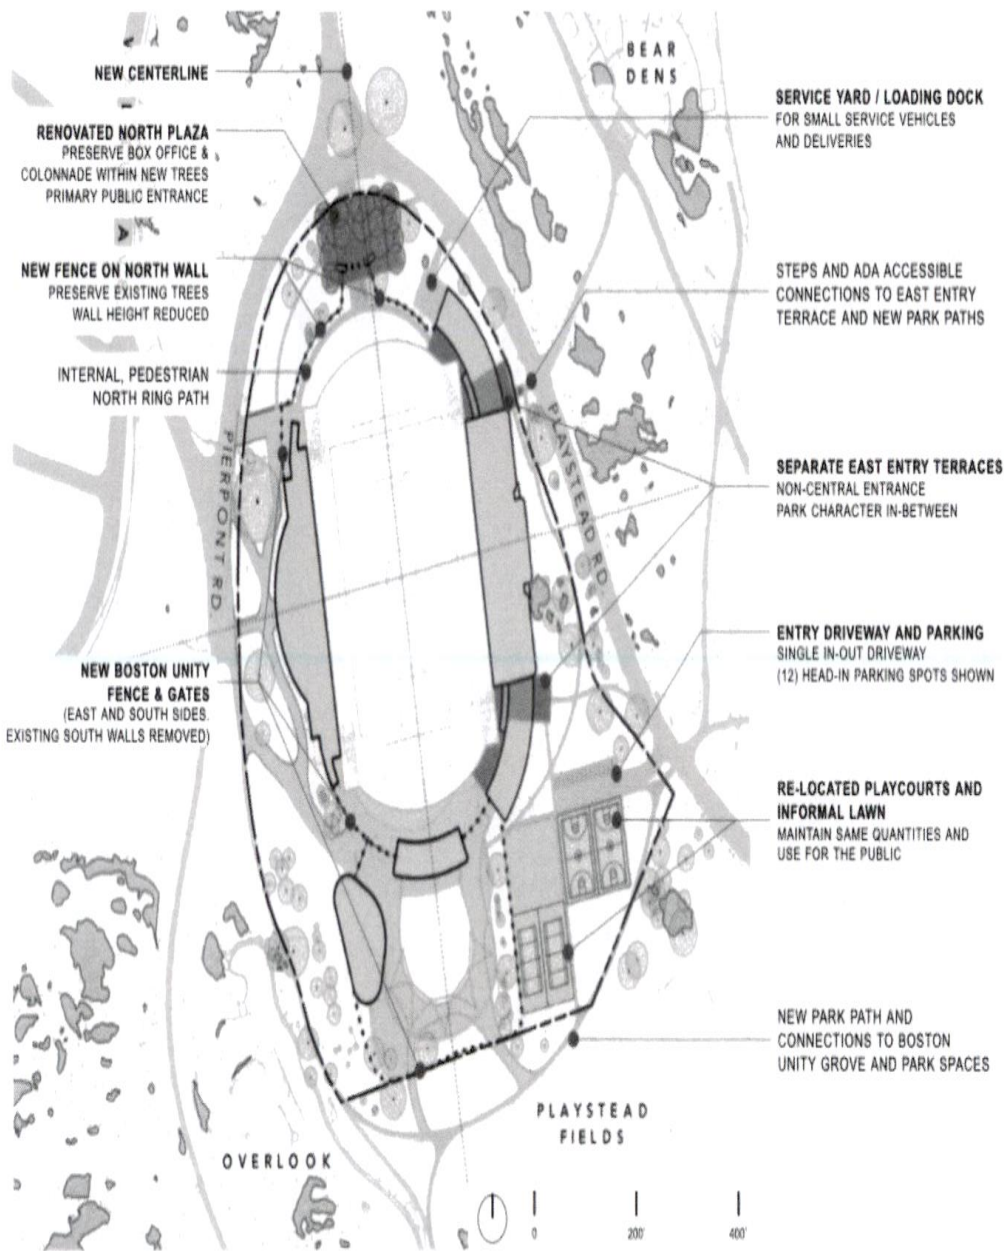 NEW CENTERLINE
RENOVATED NORTH PLAZA
PRESERVE BOX OFFICE &
COLONNADE WITHIN NEW TREES
PRIMARY PUBLIC ENTRANCE
NEW FENCE ON NORTH WALL
PRESERVE EXISTING TREES
WALL HEIGHT REDUCED
INTERNAL, PEDESTRIAN
NORTH RING PATH
PIERPONT RD.
NEW BOSTON UNITY
FENCE & GATES
(EAST AND SOUTH SIDES.
EXISTING SOUTH WALLS REMOVED)
BEAR
DENS
SERVICE YARD / LOADING DOCK
FOR SMALL SERVICE VEHICLES
AND DELIVERIES
STEPS AND ADA ACCESSIBLE
CONNECTIONS TO EAST ENTRY
TERRACE AND NEW PARK PATHS
PLAYSTEAD RD.
SEPARATE EAST ENTRY TERRACES
NON-CENTRAL ENTRANCE
PARK CHARACTER IN-BETWEEN
ENTRY DRIVEWAY AND PARKING
SINGLE IN-OUT DRIVEWAY
(12) HEAD-IN PARKING SPOTS SHOWN
RE-LOCATED PLAYCOURTS AND
INFORMAL LAWN
MAINTAIN SAME QUANTITIES AND
USE FOR THE PUBLIC
NEW PARK PATH AND
CONNECTIONS TO BOSTON
UNITY GROVE AND PARK SPACES
PLAYSTEAD
FIELDS
OVERLOOK
0 200' 400'